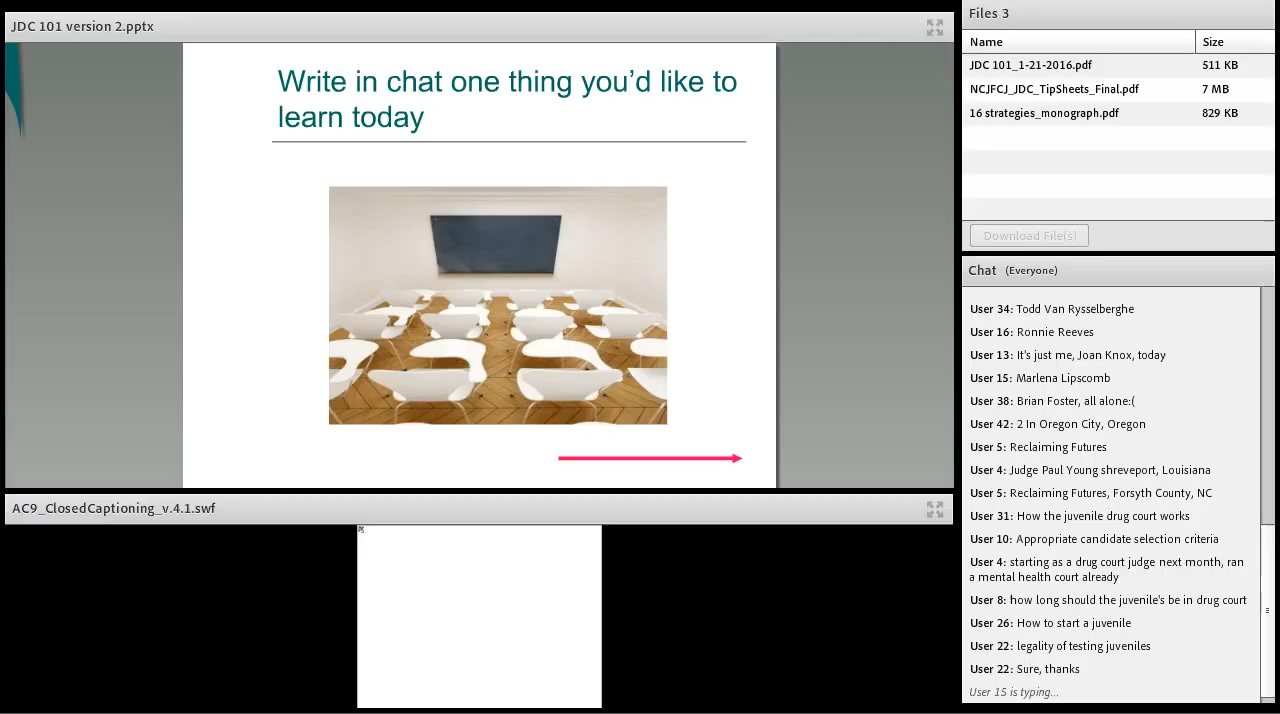 JDC 101 version 2.pptx
Write in chat one thing you’d like to
learn today
AC9_ClosedCaptioning_v.4.1.swf
Files 3
Name Size
JDC 101_1-21-2016.pdf 511 KB
NCJFCJ_JDC_TipSheets_Final.pdf 7 MB
16 strategies_monograph.pdf 829 KB
Download File(s)
Chat (Everyone)
User 34: Todd Van Rysselberghe
User 16: Ronnie Reeves
User 13: It's just me, Joan Knox, today
User 15: Marlena Lipscomb
User 38: Brian Foster, all alone:(
User 42: 2 In Oregon City, Oregon
User 5: Reclaiming Futures
User 4: Judge Paul Young shreveport, Louisiana
User 5: Reclaiming Futures, Forsyth County, NC
User 31: How the juvenile drug court works
User 10: Appropriate candidate selection criteria
User 4: starting as a drug court judge next month, ran
a mental health court already
User 8: how long should the juvenile's be in drug court
User 26: How to start a juvenile
User 22: legality of testing juveniles
User 22: Sure, thanks
User 15 is typing...